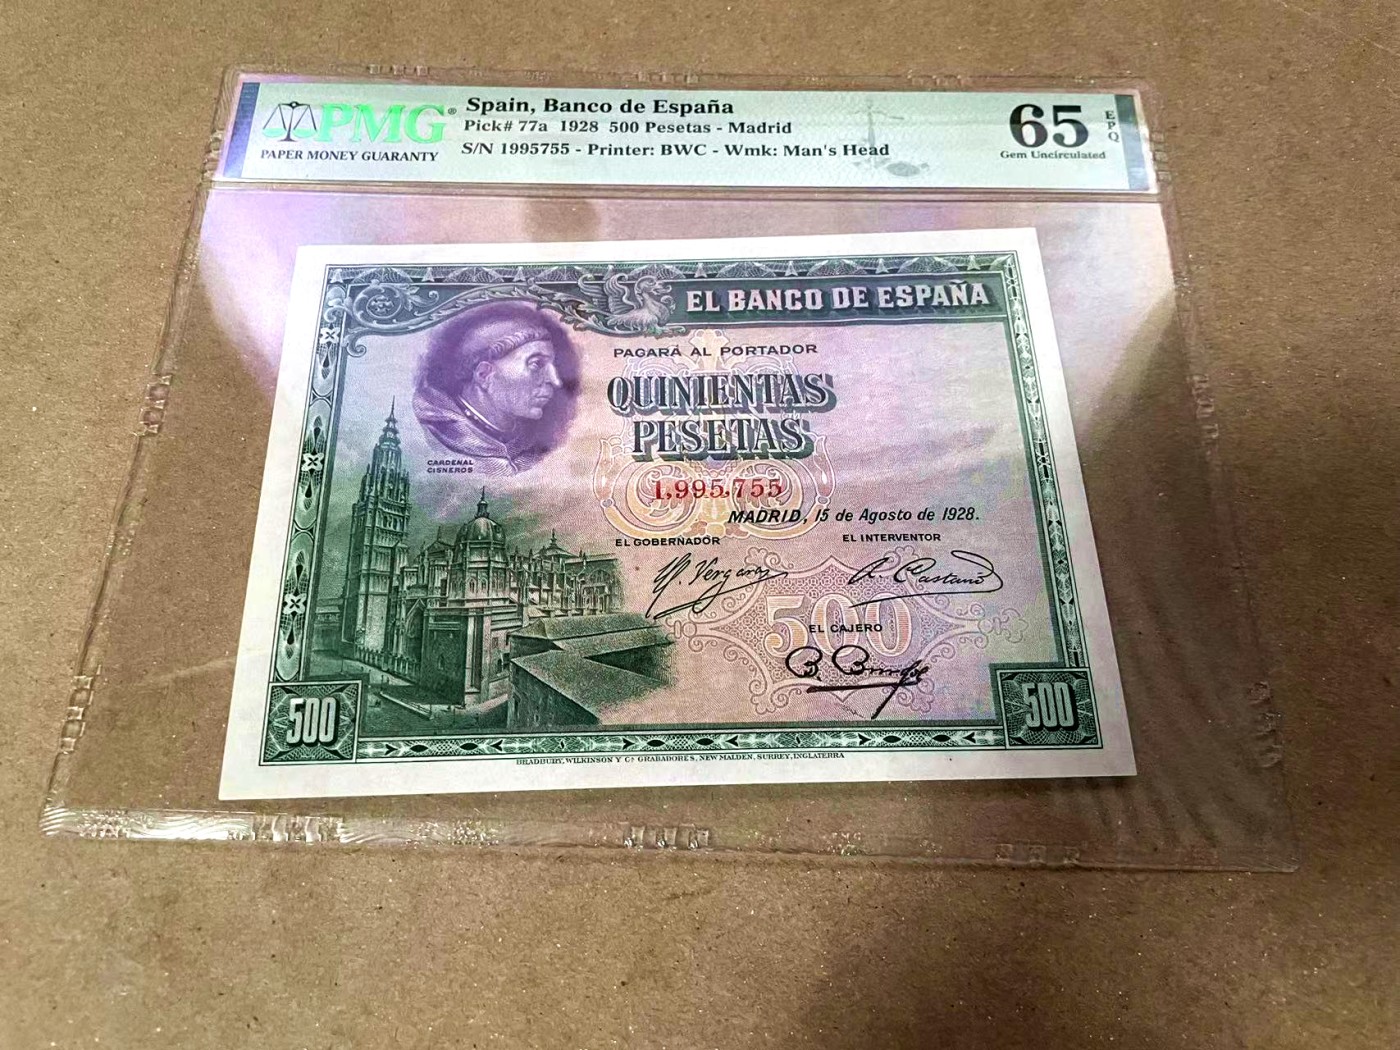 PMG®
PAPER MONEY GUARANTY
Spain, Banco de España
Pick# 77a 1928 500 Pesetas - Madrid
S/N 1995755 - Printer: BWC - Wmk: Man's Head
65 EPQ
Gem Uncirculated
EL BANCO DE ESPAÑA
PAGARÁ AL PORTADOR
QUINIENTAS
PESETAS
CARDENAL
CISNEROS
1,995,755
MADRID, 15 de Agosto de 1928.
EL GOBERNADOR
EL INTERVENTOR
500
EL CAJERO
500
500
BRADBURY, WILKINSON Y Cª GRABADORES, NEW MALDEN, SURREY, INGLATERRA